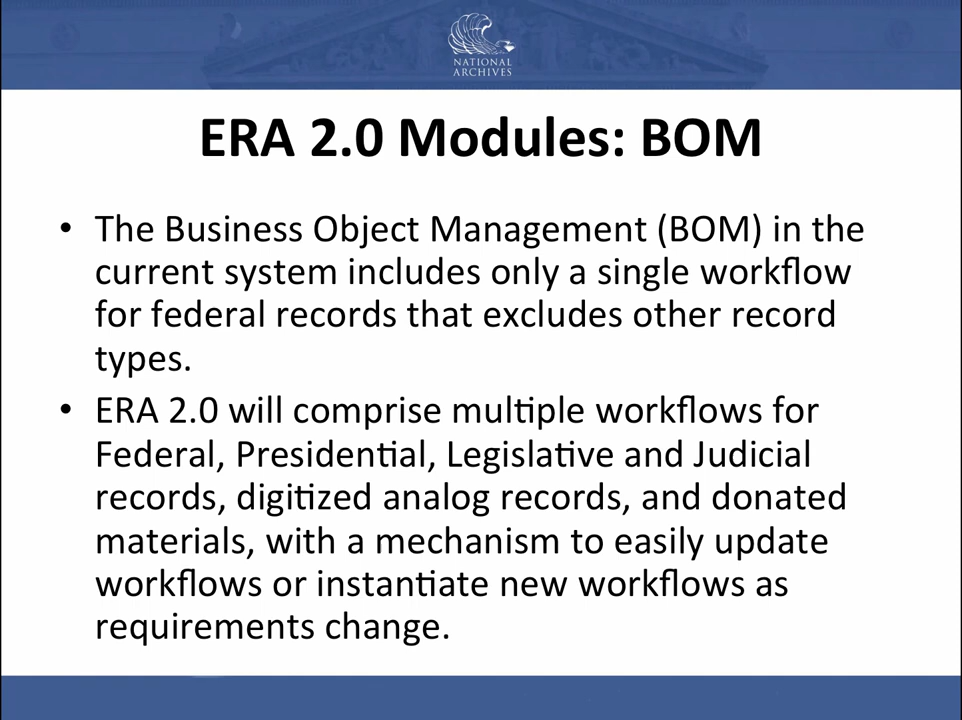 NATIONAL
ARCHIVES
ERA 2.0 Modules: BOM
• The Business Object Management (BOM) in the
current system includes only a single workflow
for federal records that excludes other record
types.
• ERA 2.0 will comprise multiple workflows for
Federal, Presidential, Legislative and Judicial
records, digitized analog records, and donated
materials, with a mechanism to easily update
workflows or instantiate new workflows as
requirements change.